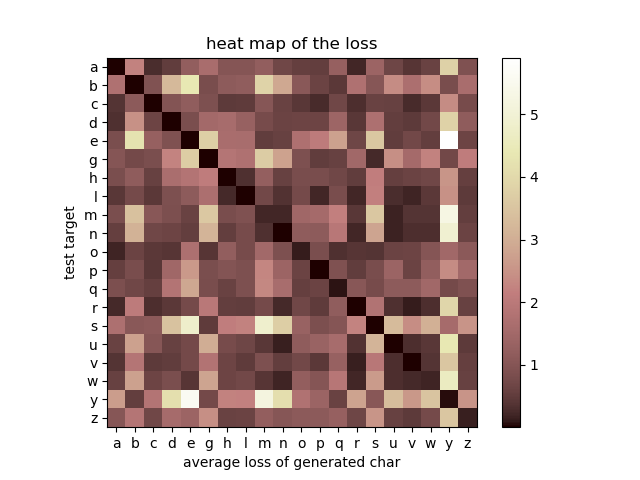 heat map of the loss
a
b
c
d
e
g
h
l
m
n
o
p
q
r
s
u
v
w
y
z
test target
a b c d e g h l m n o p q r s u v w y z
average loss of generated char
5
4
3
2
1